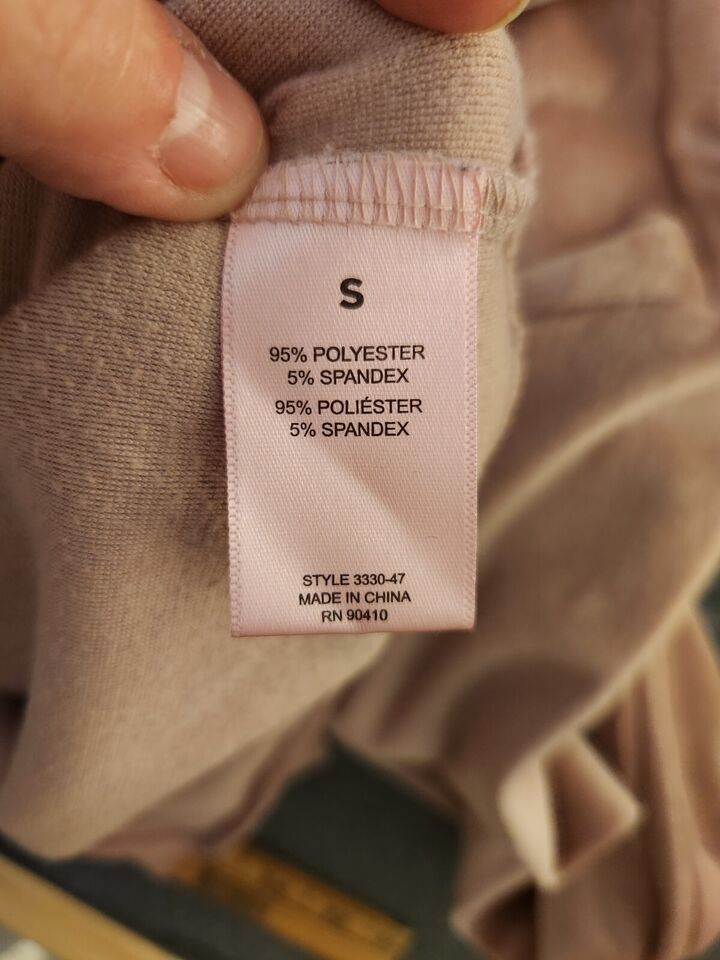 S
95% POLYESTER
5% SPANDEX
95% POLIÉSTER
5% SPANDEX
STYLE 3330-47
MADE IN CHINA
RN 90410